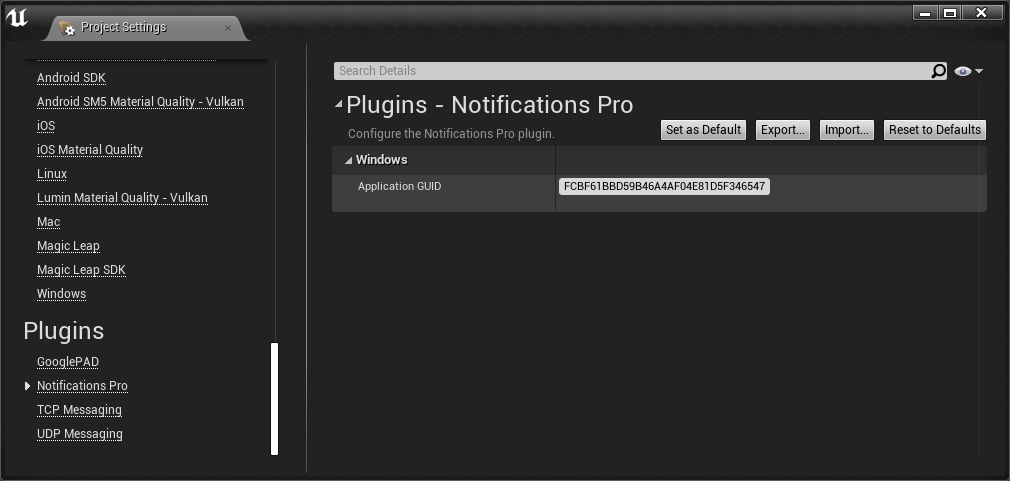 Project Settings
Android SDK
Android SM5 Material Quality - Vulkan
iOS
iOS Material Quality
Linux
Lumin Material Quality - Vulkan
Mac
Magic Leap
Magic Leap SDK
Windows
Plugins
GooglePAD
Notifications Pro
TCP Messaging
UDP Messaging
Search Details
Plugins - Notifications Pro
Configure the Notifications Pro plugin.
Set as Default
Export...
Import...
Reset to Defaults
Windows
Application GUID
FCBF61BBD59B46A4AF04E81D5F346547